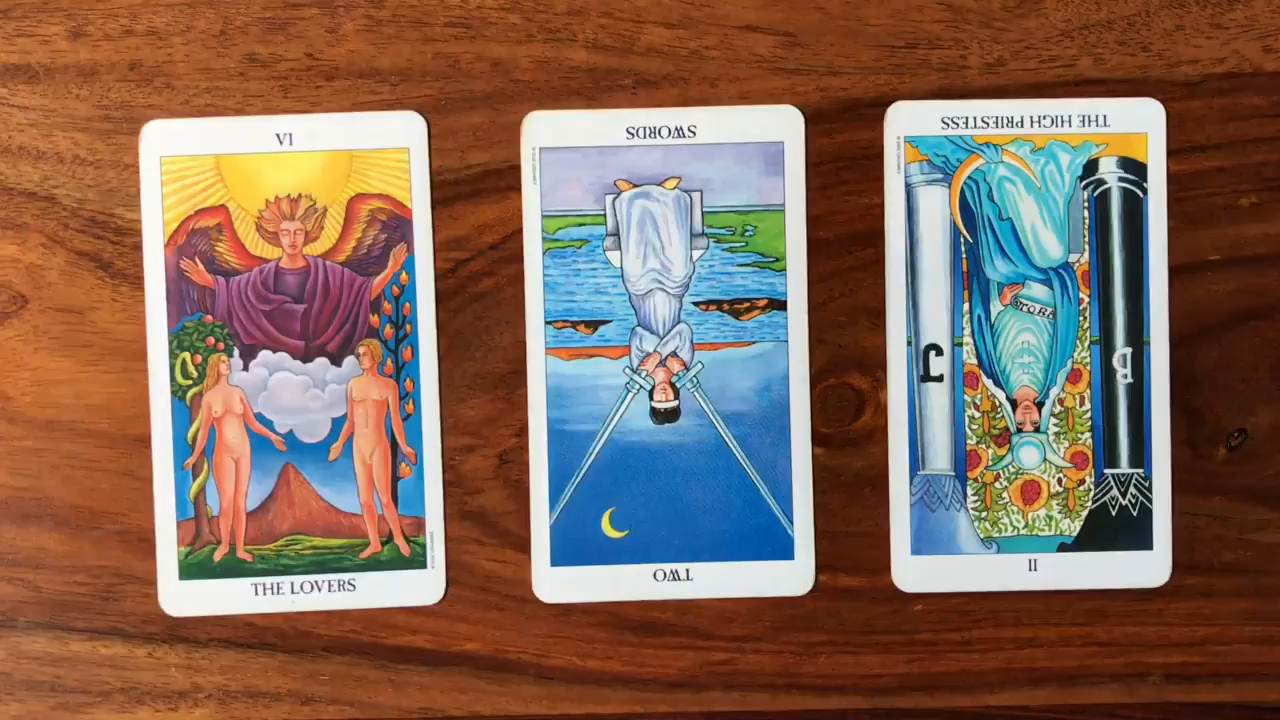 VI
THE LOVERS
SWORDS
TWO
THE HIGH PRIESTESS
TORA
J
B
II